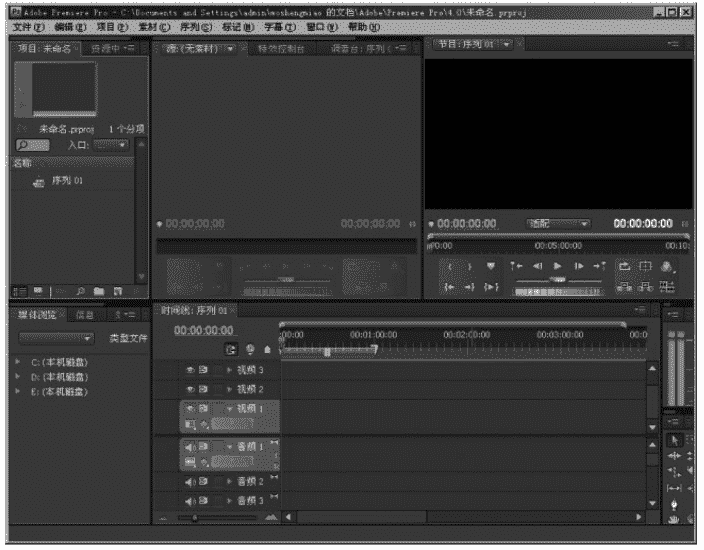 Adobe Premiere Pro - C:\Documents and Settings\admin\woshengmiao 的文档\Adobe\Premiere Pro\4.0\未命名.prproj
文件(F) 编辑(E) 项目(P) 素材(C) 序列(S) 标记(M) 字幕(T) 窗口(W) 帮助(H)
项目: 未命名 × 资源中
源: (无素材) 特效控制台 调音台: 序列
节目: 序列 01
未命名.prproj 1 个分项
入口:
名称
序列 01
00;00;00;00 00;00;00;00
00:00:00:00 适配 00:00:00:00
00:00 00:05:00:00 00:10:
媒体浏览 × 信息
类型文件
C: (本机磁盘)
D: (本机磁盘)
E: (本机磁盘)
时间线: 序列 01 ×
00:00:00:00
00:00 00:01:00:00 00:02:00:00 00:03:00:00 00:0
视频 3
视频 2
视频 1
音频 1
音频 2
音频 3